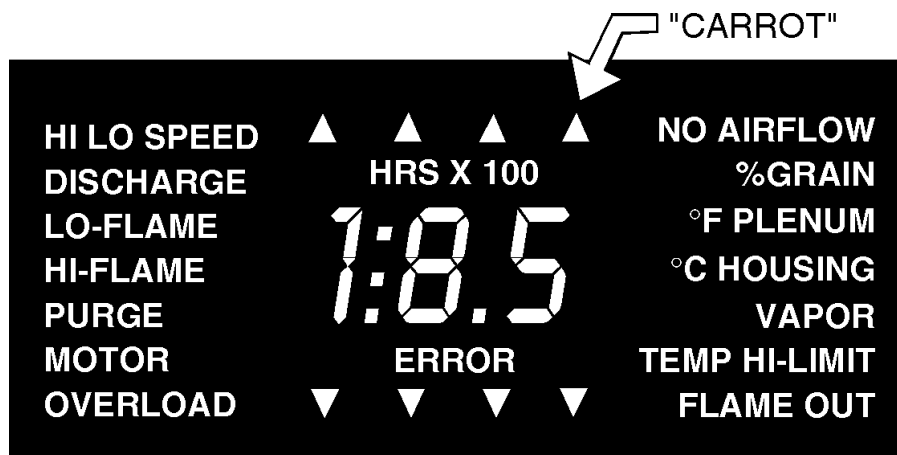 "CARROT"
HI LO SPEED
DISCHARGE
LO-FLAME
HI-FLAME
PURGE
MOTOR
OVERLOAD
HRS X 100
1:8.5
ERROR
NO AIRFLOW
%GRAIN
°F PLENUM
°C HOUSING
VAPOR
TEMP HI-LIMIT
FLAME OUT